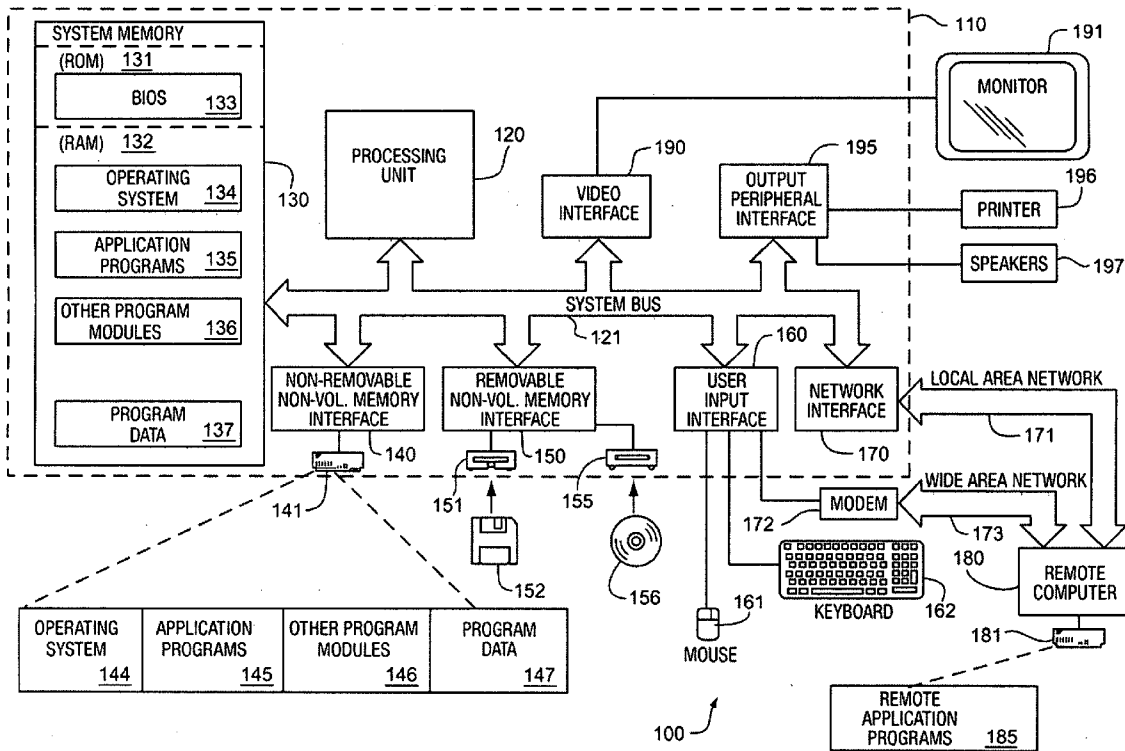 SYSTEM MEMORY
(ROM) 131
BIOS 133
(RAM) 132
OPERATING
SYSTEM 134
APPLICATION
PROGRAMS 135
OTHER PROGRAM
MODULES 136
PROGRAM
DATA 137
130
PROCESSING
UNIT
120
VIDEO
INTERFACE
190
OUTPUT
PERIPHERAL
INTERFACE
195
110
MONITOR
191
PRINTER
196
SPEAKERS
197
SYSTEM BUS
121
NON-REMOVABLE
NON-VOL. MEMORY
INTERFACE
140
REMOVABLE
NON-VOL. MEMORY
INTERFACE
150
USER
INPUT
INTERFACE
160
NETWORK
INTERFACE
170
LOCAL AREA NETWORK
171
141
151
155
152
156
MODEM
172
WIDE AREA NETWORK
173
MOUSE
161
KEYBOARD
162
REMOTE
COMPUTER
180
181
OPERATING
SYSTEM
144
APPLICATION
PROGRAMS
145
OTHER PROGRAM
MODULES
146
PROGRAM
DATA
147
100
REMOTE
APPLICATION
PROGRAMS 185